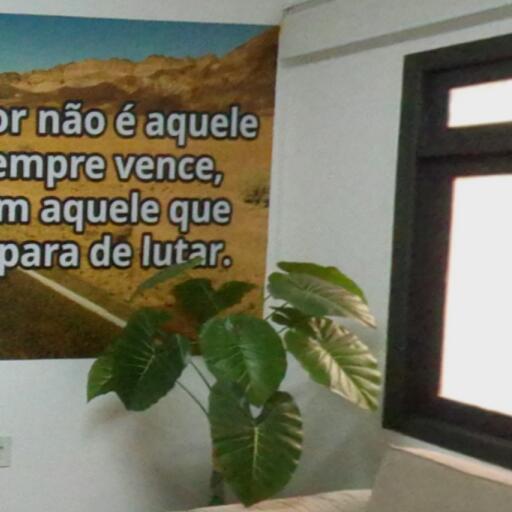 or não é aquele
empre vence,
m aquele que
para de lutar.